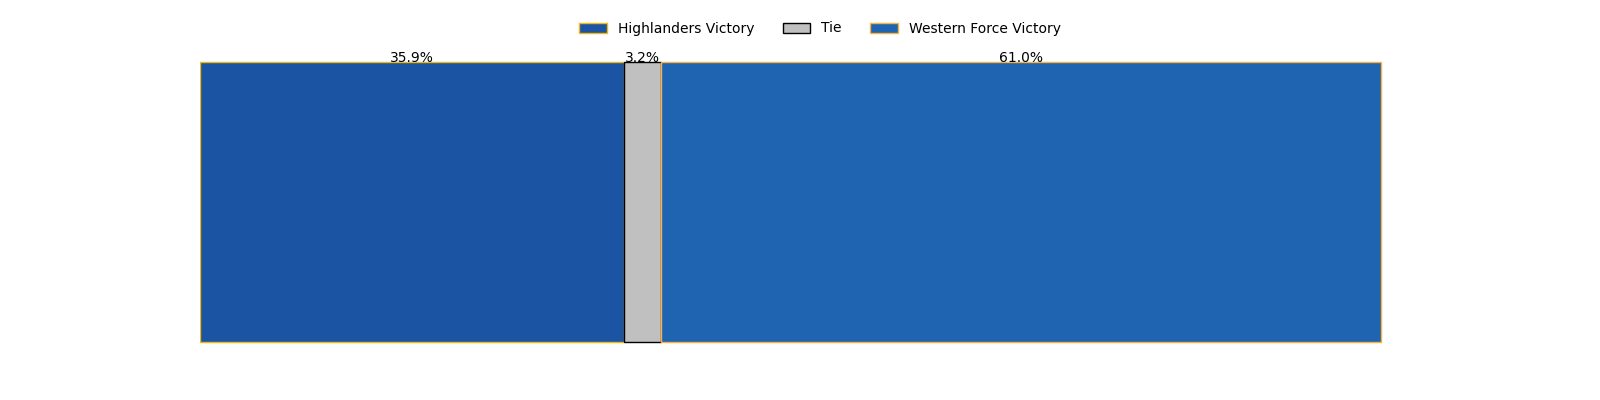 Highlanders Victory Tie Western Force Victory
35.9% 3.2% 61.0%